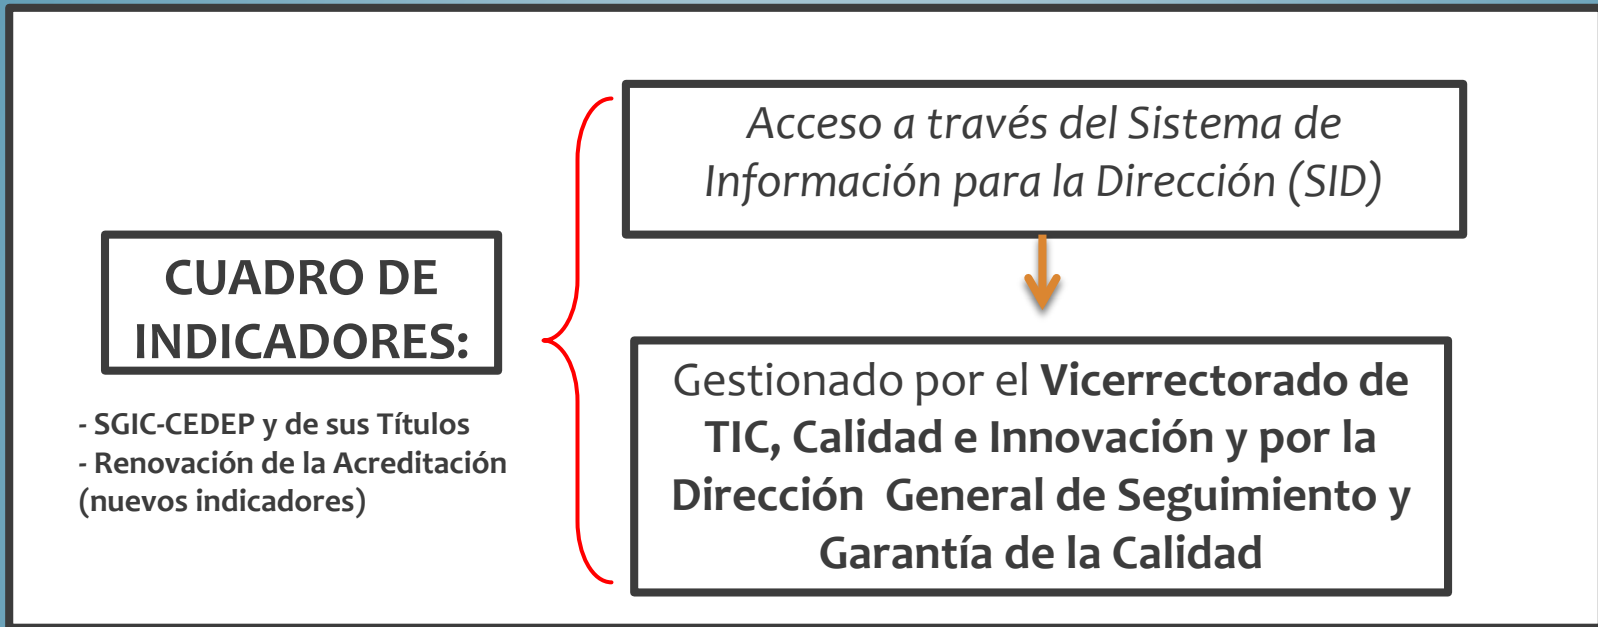 CUADRO DE
INDICADORES:
- SGIC-CEDEP y de sus Títulos
- Renovación de la Acreditación
(nuevos indicadores)
Acceso a través del Sistema de
Información para la Dirección (SID)
Gestionado por el Vicerrectorado de
TIC, Calidad e Innovación y por la
Dirección General de Seguimiento y
Garantía de la Calidad